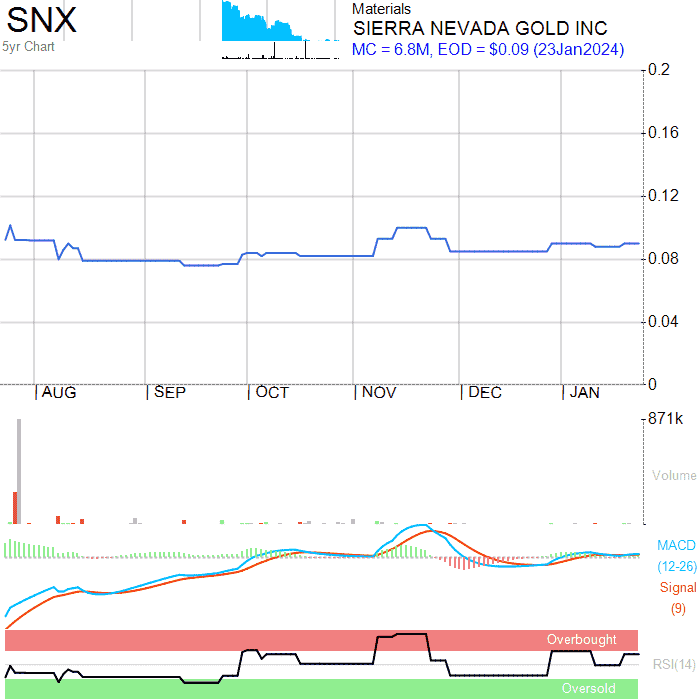 SNX
5yr Chart
Materials
SIERRA NEVADA GOLD INC
MC = 6.8M, EOD = $0.09 (23Jan2024)
0.2
0.16
0.12
0.08
0.04
0
AUG SEP OCT NOV DEC JAN
871k
Volume
MACD
(12-26)
Signal
(9)
Overbought
RSI(14)
Oversold